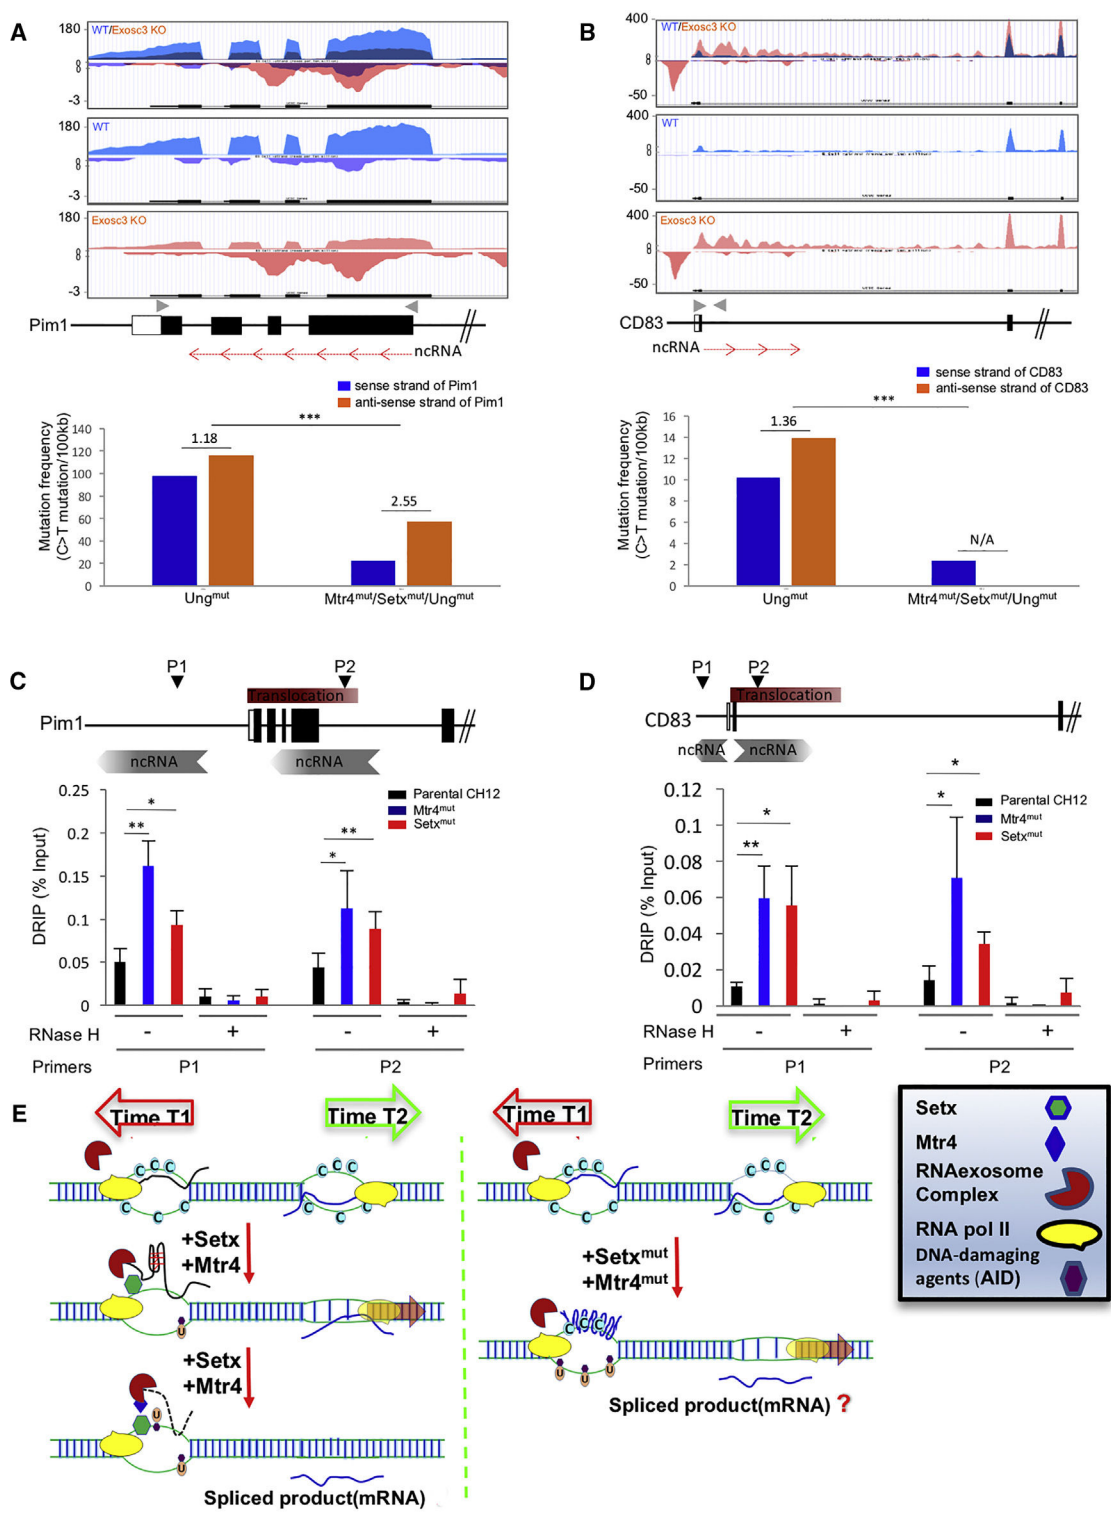 A
180
WT/Exosc3 KO
8
8
-3
180
WT
8
8
-3
180
Exosc3 KO
8
8
-3
Pim1
ncRNA
sense strand of Pim1
anti-sense strand of Pim1
Mutation frequency
(C>T mutation/100kb)
140
120
100
80
60
40
20
0
1.18
***
2.55
Ungmut
Mtr4mut/Setxmut/Ungmut
B
400
WT/Exosc3 KO
8
8
-50
400
WT
8
8
-50
400
Exosc3 KO
8
8
-50
CD83
ncRNA
sense strand of CD83
anti-sense strand of CD83
Mutation frequency
(C>T mutation/100kb)
16
14
12
10
8
6
4
2
0
1.36
***
N/A
Ungmut
Mtr4mut/Setxmut/Ungmut
C
P1
P2
Translocation
Pim1
ncRNA
ncRNA
Parental CH12
Mtr4mut
Setxmut
DRIP (% Input)
0.25
0.2
0.15
0.1
0.05
0
*
**
**
*
RNase H
-
+
-
+
Primers
P1
P2
D
P1
P2
Translocation
CD83
ncRNA
ncRNA
Parental CH12
Mtr4mut
Setxmut
DRIP (% Input)
0.12
0.1
0.08
0.06
0.04
0.02
0
*
**
*
*
RNase H
-
+
-
+
Primers
P1
P2
E
Time T1
Time T2
C C C
C
C C C
C
C C
+Setx
+Mtr4
U
+Setx
+Mtr4
U
U
Spliced product(mRNA)
Time T1
Time T2
C C C
C
C C C
C
C C
+Setxmut
+Mtr4mut
C C C
U U U
Spliced product(mRNA) ?
Setx
Mtr4
RNAexosome
Complex
RNA pol II
DNA-damaging
agents (AID)